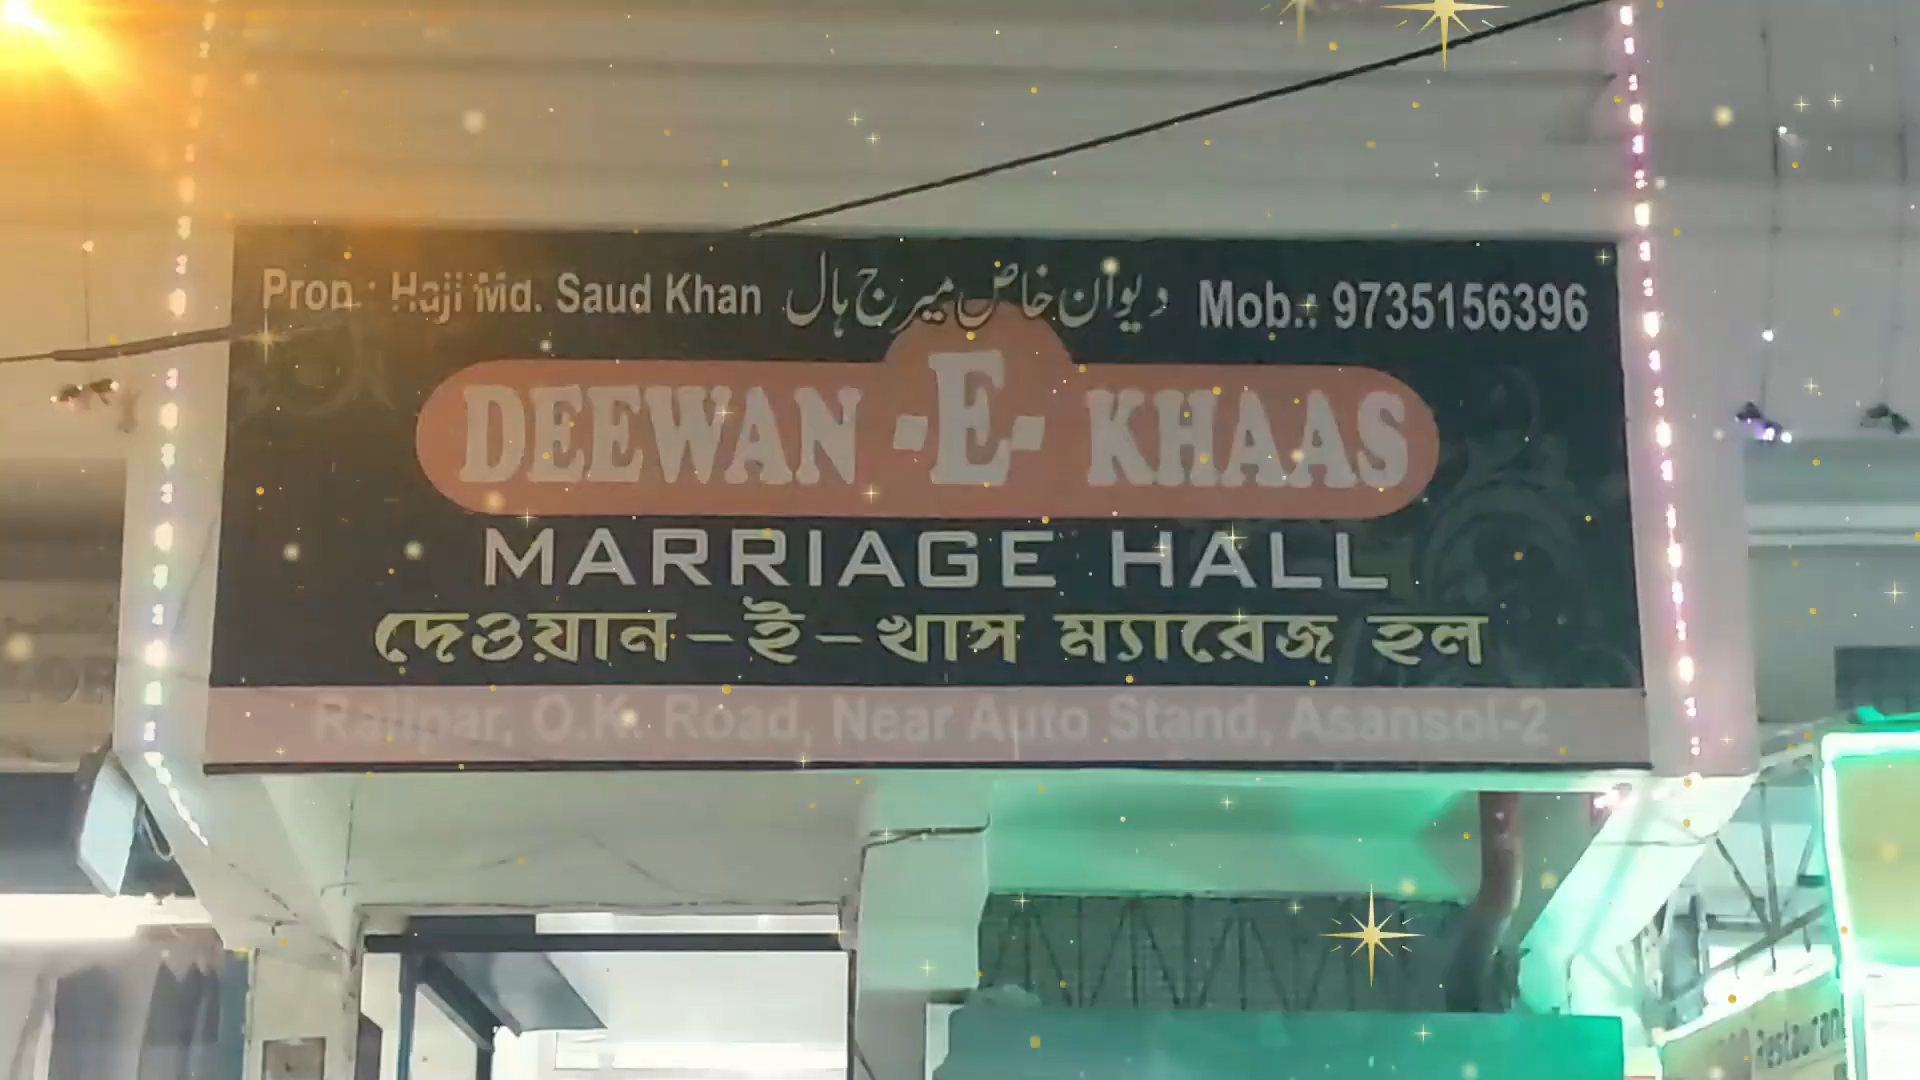 Prop : Haji Md. Saud Khan دیوان خاص میرج ہال Mob.: 9735156396
DEEWAN -E- KHAAS
MARRIAGE HALL
দেওয়ান-ই-খাস ম্যারেজ হল
Railpar, O.K. Road, Near Auto Stand, Asansol-2
Restaurant